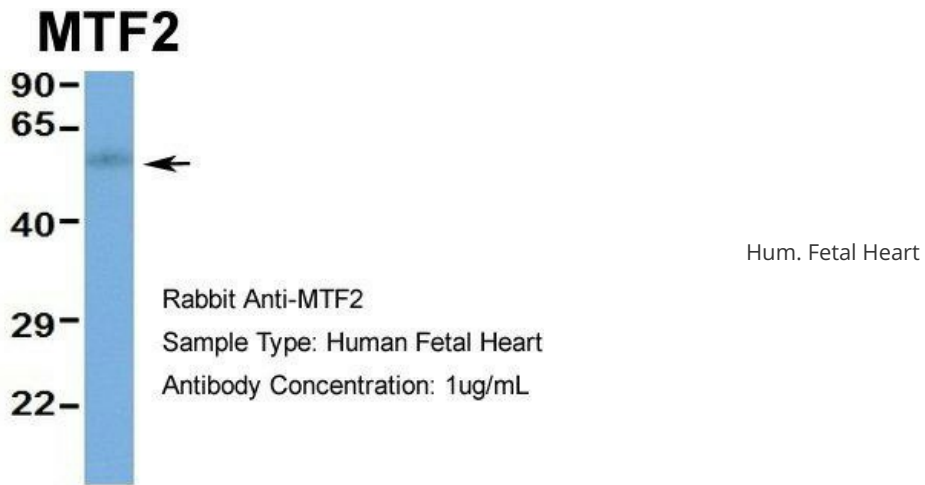 MTF2
90
65
40
Hum. Fetal Heart
Rabbit Anti-MTF2
29
Sample Type: Human Fetal Heart
Antibody Concentration: 1ug/mL
22